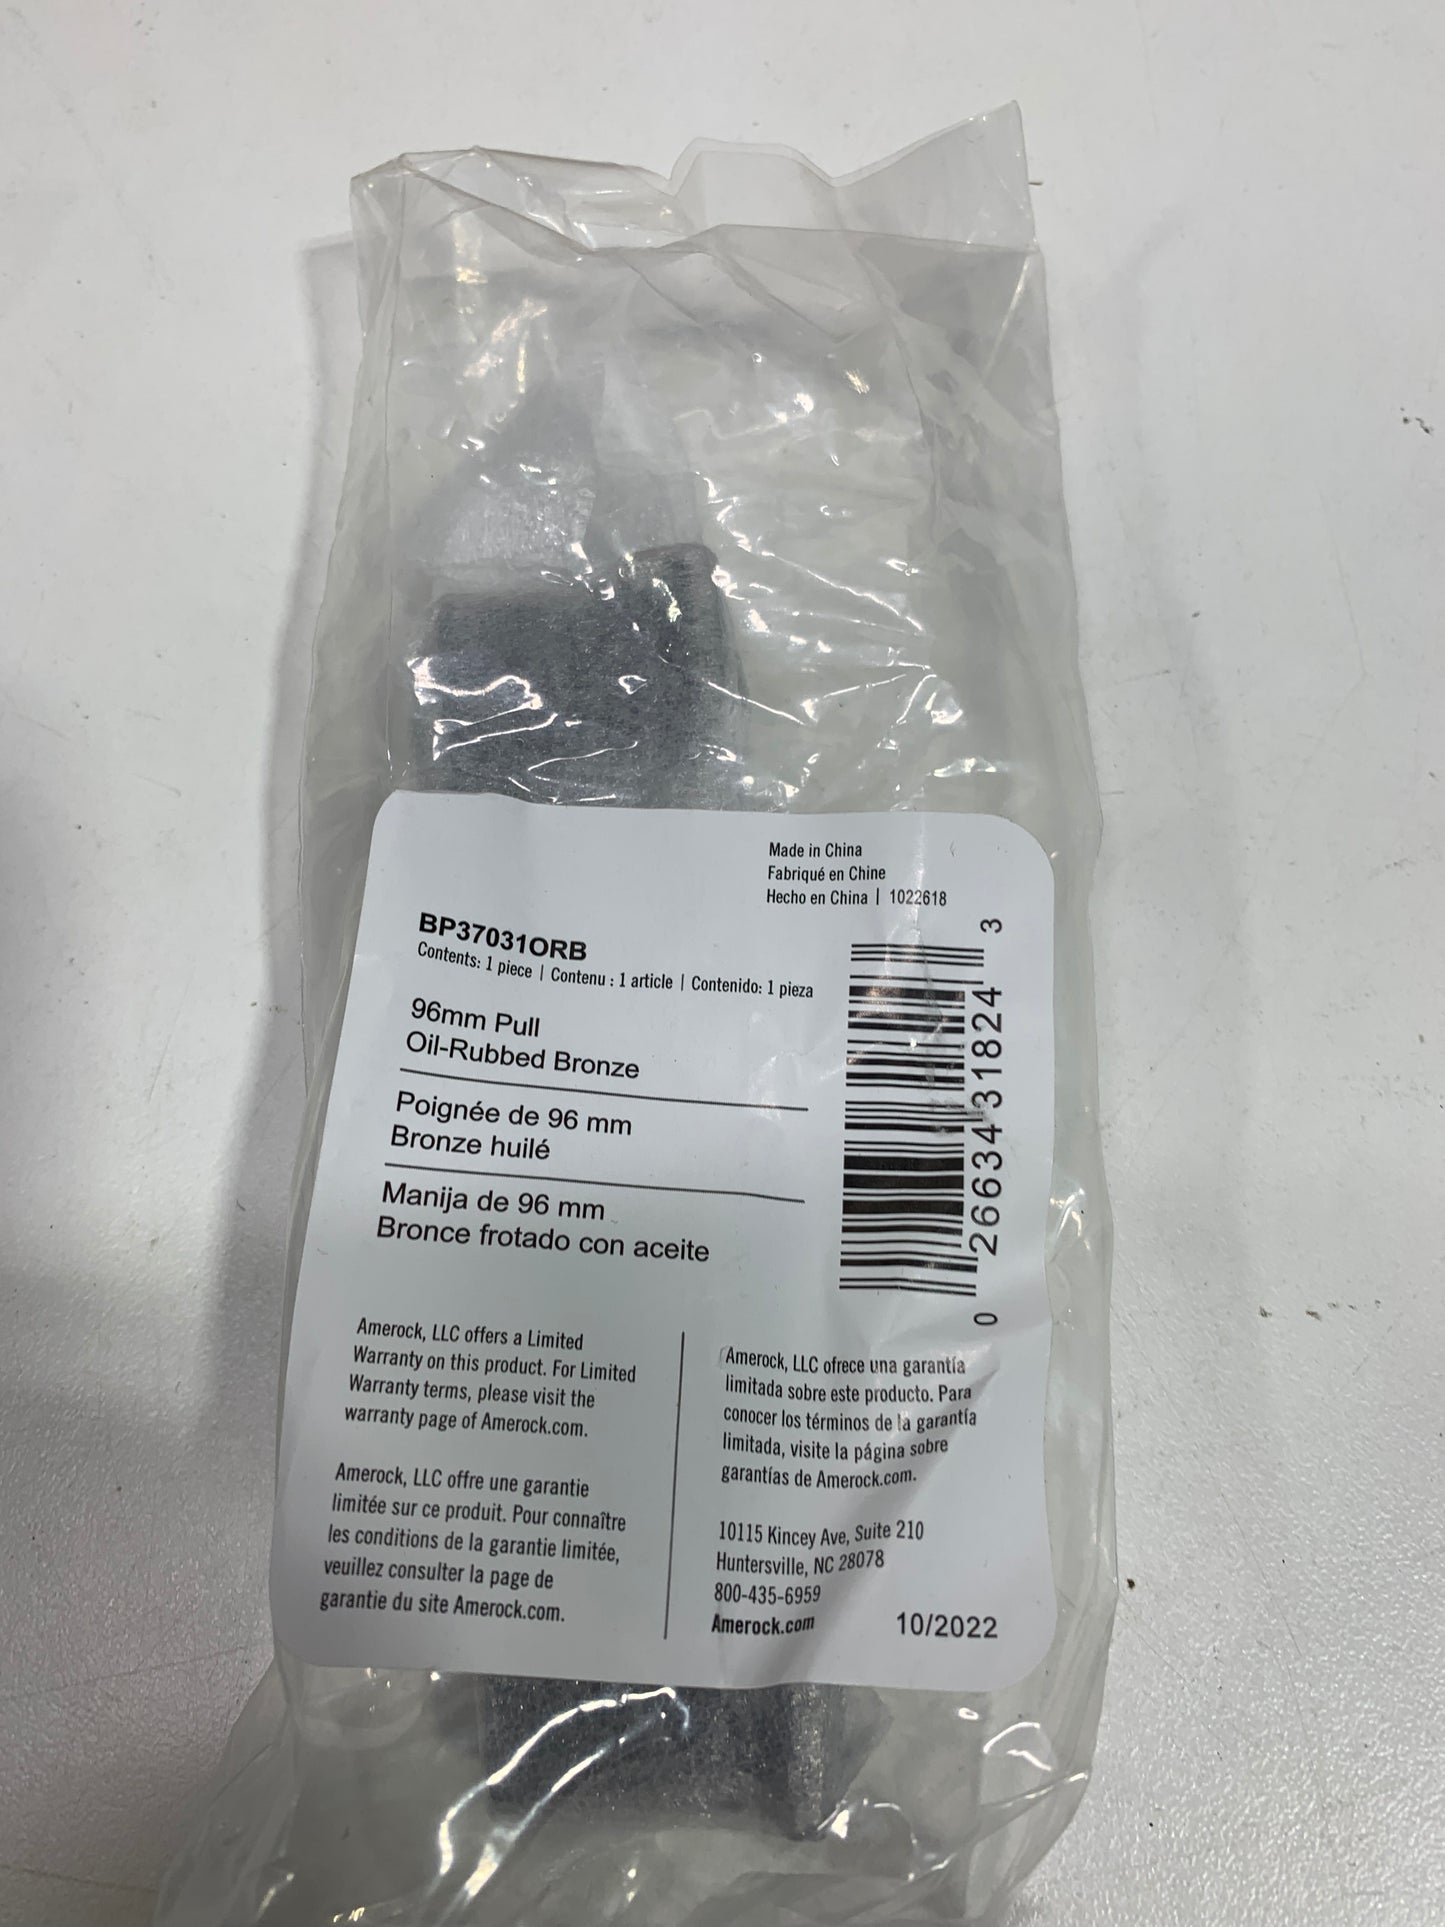 Made in China
Fabriqué en Chine
Hecho en China | 1022618
BP37031ORB
Contents: 1 piece | Contenu : 1 article | Contenido: 1 pieza
96mm Pull
Oil-Rubbed Bronze
Poignée de 96 mm
Bronze huilé
Manija de 96 mm
Bronce frotado con aceite
0 26634 31824 3
Amerock, LLC offers a Limited
Warranty on this product. For Limited
Warranty terms, please visit the
warranty page of Amerock.com.
Amerock, LLC offre une garantie
limitée sur ce produit. Pour connaître
les conditions de la garantie limitée,
veuillez consulter la page de
garantie du site Amerock.com.
Amerock, LLC ofrece una garantía
limitada sobre este producto. Para
conocer los términos de la garantía
limitada, visite la página sobre
garantías de Amerock.com.
10115 Kincey Ave, Suite 210
Huntersville, NC 28078
800-435-6959
Amerock.com
10/2022